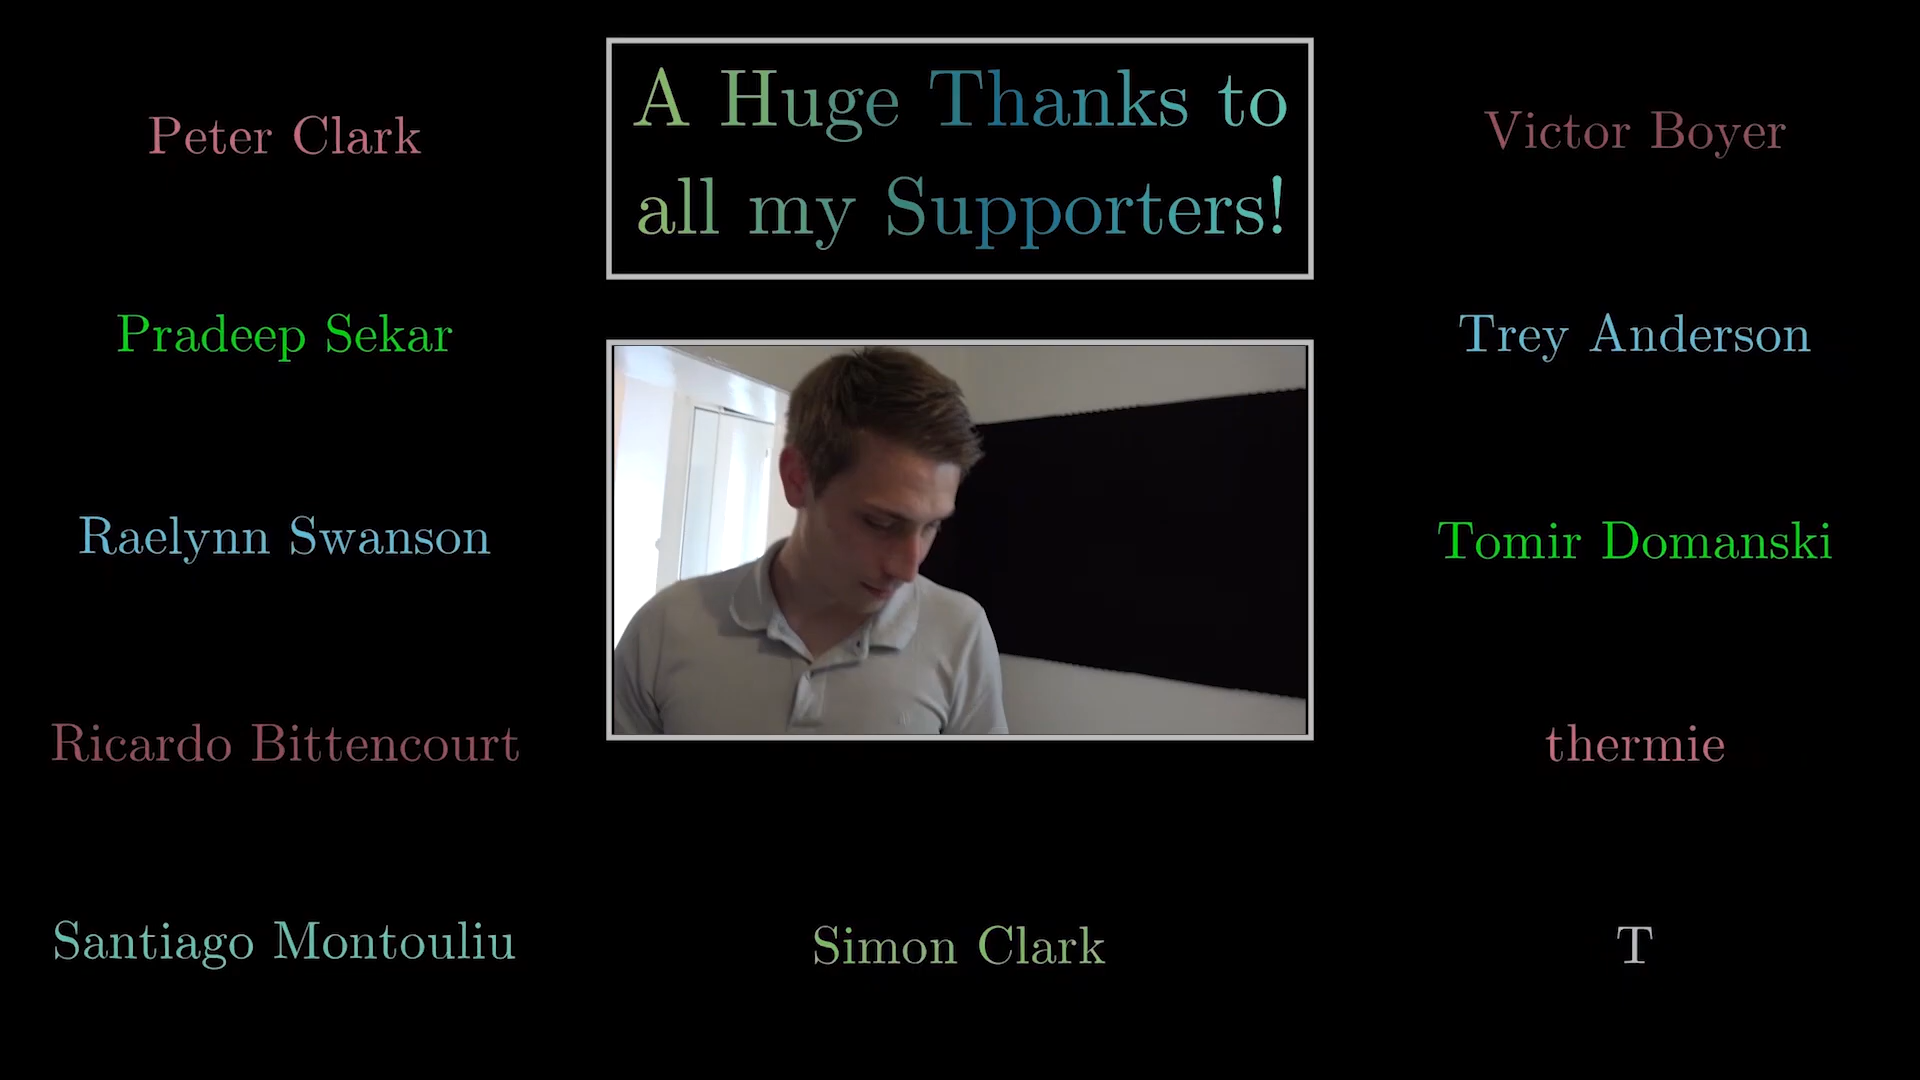 A Huge Thanks to
all my Supporters!
Peter Clark
Pradeep Sekar
Raelynn Swanson
Ricardo Bittencourt
Santiago Montouliu
Simon Clark
Victor Boyer
Trey Anderson
Tomir Domanski
thermie
T